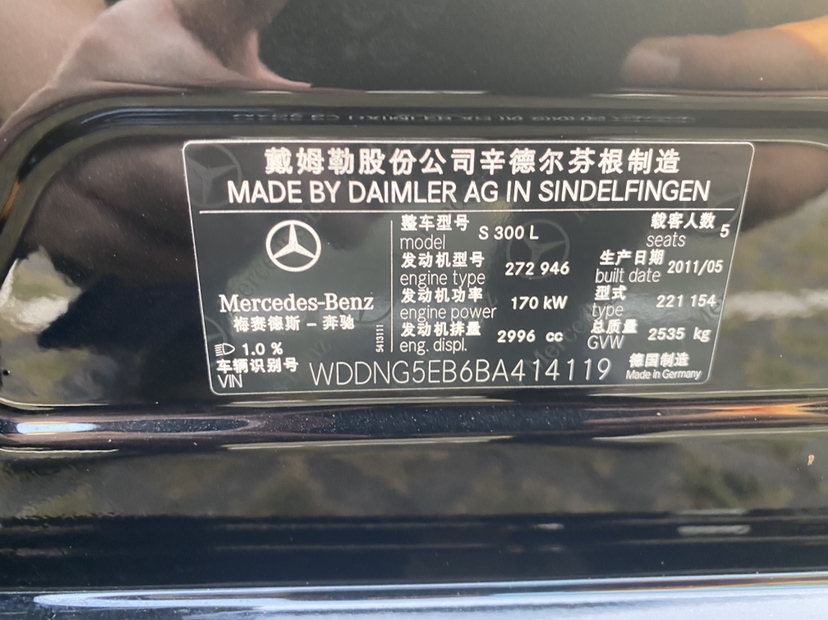 戴姆勒股份公司辛德尔芬根制造
MADE BY DAIMLER AG IN SINDELFINGEN
Mercedes-Benz
梅赛德斯－奔驰
1.0 %
整车型号 model S 300 L
载客人数 seats 5
发动机型号 engine type 272 946
生产日期 built date 2011/05
发动机功率 engine power 170 kW
型式 type 221 154
发动机排量 eng. displ. 2996 cc
总质量 GVW 2535 kg
5413111
车辆识别号 VIN WDDNG5EB6BA414119
德国制造
Made in Germany